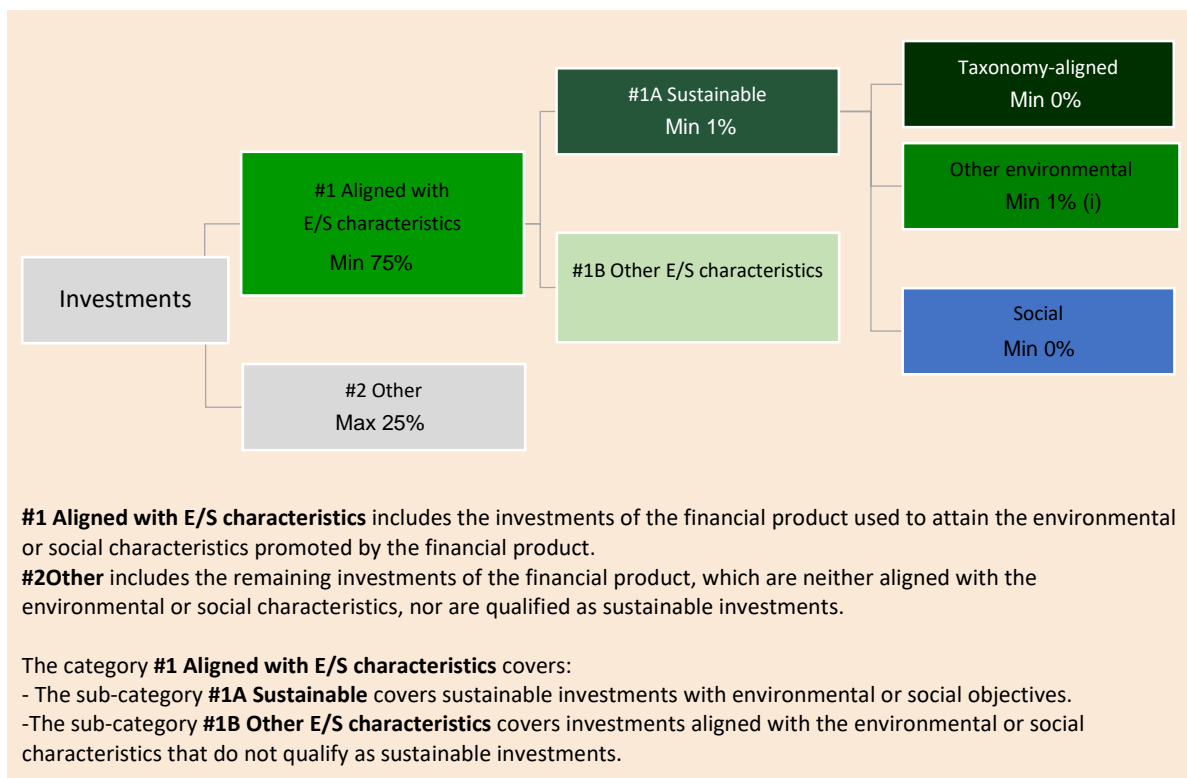 Investments
#1 Aligned with
E/S characteristics
Min 75%
#2 Other
Max 25%
#1A Sustainable
Min 1%
#1B Other E/S characteristics
Taxonomy-aligned
Min 0%
Other environmental
Min 1% (i)
Social
Min 0%
#1 Aligned with E/S characteristics includes the investments of the financial product used to attain the environmental
or social characteristics promoted by the financial product.
#2Other includes the remaining investments of the financial product, which are neither aligned with the
environmental or social characteristics, nor are qualified as sustainable investments.
The category #1 Aligned with E/S characteristics covers:
- The sub-category #1A Sustainable covers sustainable investments with environmental or social objectives.
-The sub-category #1B Other E/S characteristics covers investments aligned with the environmental or social
characteristics that do not qualify as sustainable investments.